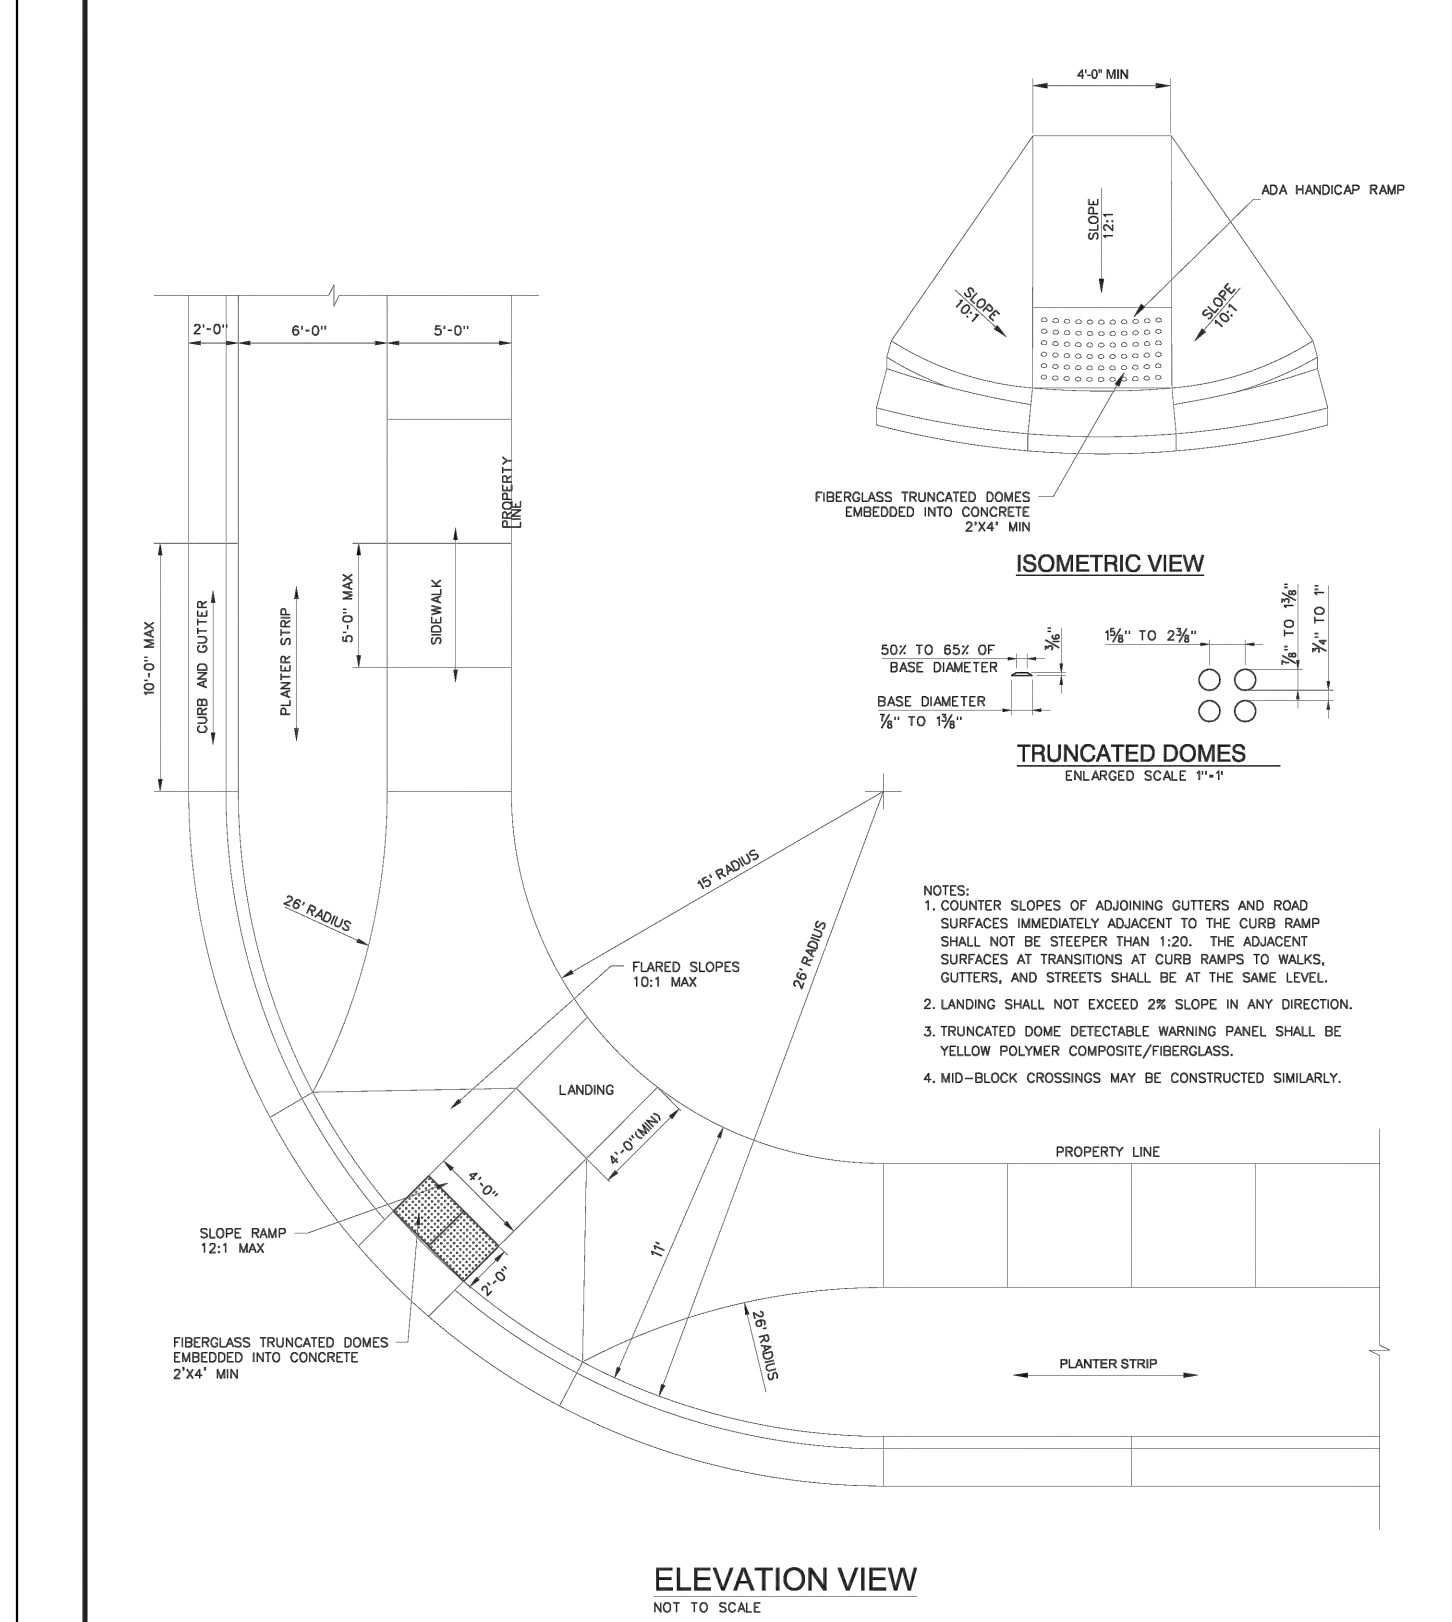 4'-0" MIN
ADA HANDICAP RAMP
SLOPE
12:1
SLOPE
10:1
SLOPE
10:1
2'-0"
6'-0"
5'-0"
PROPERTY
LINE
FIBERGLASS TRUNCATED DOMES
EMBEDDED INTO CONCRETE
2'X4' MIN
ISOMETRIC VIEW
10'-0" MAX
CURB AND GUTTER
PLANTER STRIP
5'-0" MAX
SIDEWALK
50% TO 65% OF
BASE DIAMETER
3/16"
BASE DIAMETER
7/8" TO 1 3/8"
1 5/8" TO 2 3/8"
7/8" TO 1 3/8"
3/4" TO 1"
TRUNCATED DOMES
ENLARGED SCALE 1"=1'
15' RADIUS
26' RADIUS
26' RADIUS
FLARED SLOPES
10:1 MAX
NOTES:
1. COUNTER SLOPES OF ADJOINING GUTTERS AND ROAD
SURFACES IMMEDIATELY ADJACENT TO THE CURB RAMP
SHALL NOT BE STEEPER THAN 1:20. THE ADJACENT
SURFACES AT TRANSITIONS AT CURB RAMPS TO WALKS,
GUTTERS, AND STREETS SHALL BE AT THE SAME LEVEL.
2. LANDING SHALL NOT EXCEED 2% SLOPE IN ANY DIRECTION.
3. TRUNCATED DOME DETECTABLE WARNING PANEL SHALL BE
YELLOW POLYMER COMPOSITE/FIBERGLASS.
4. MID-BLOCK CROSSINGS MAY BE CONSTRUCTED SIMILARLY.
LANDING
4'-0"(MIN)
4'-0"
PROPERTY LINE
SLOPE RAMP
12:1 MAX
11'
2'-0"
FIBERGLASS TRUNCATED DOMES
EMBEDDED INTO CONCRETE
2'X4' MIN
26' RADIUS
PLANTER STRIP
ELEVATION VIEW
NOT TO SCALE